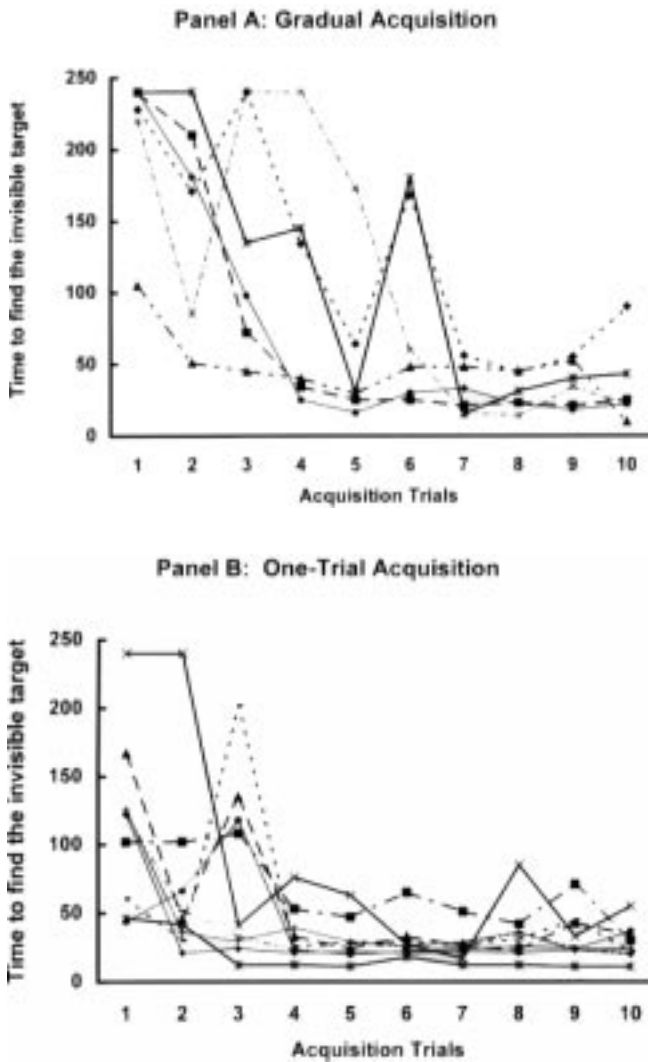 Panel A: Gradual Acquisition
Time to find the invisible target
250
200
150
100
50
0
1 2 3 4 5 6 7 8 9 10
Acquisition Trials
Panel B: One-Trial Acquisition
Time to find the invisible target
250
200
150
100
50
0
1 2 3 4 5 6 7 8 9 10
Acquisition Trials